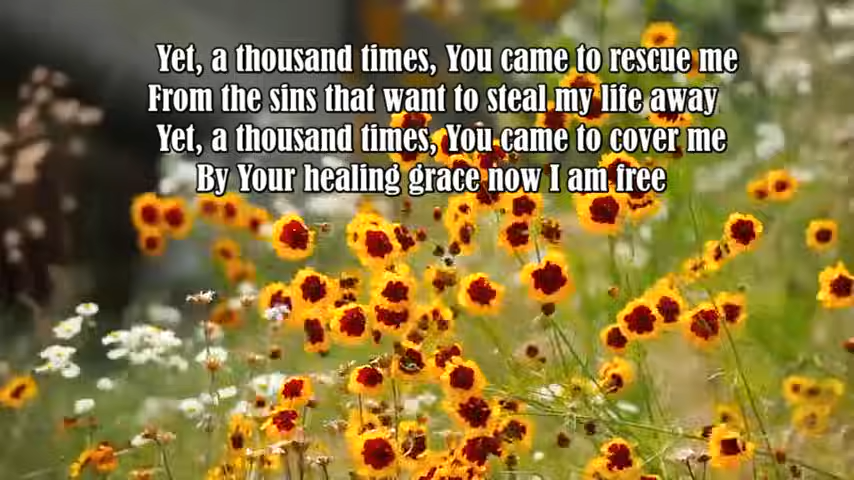 Yet, a thousand times, You came to rescue me
From the sins that want to steal my life away
Yet, a thousand times, You came to cover me
By Your healing grace now I am free